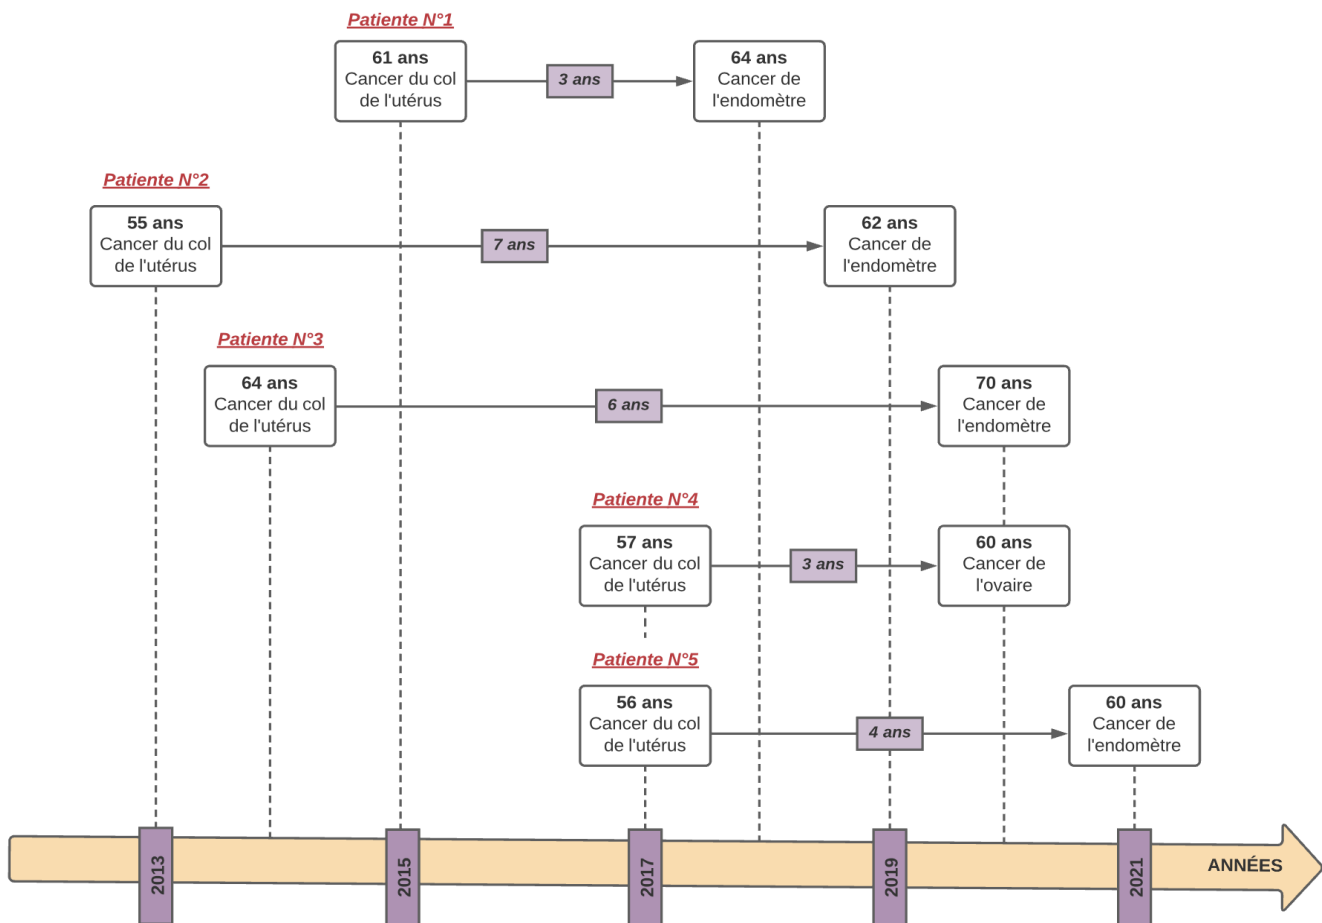 Patiente N°1
61 ans
Cancer du col
de l'utérus
3 ans
64 ans
Cancer de
l'endomètre
Patiente N°2
55 ans
Cancer du col
de l'utérus
7 ans
62 ans
Cancer de
l'endomètre
Patiente N°3
64 ans
Cancer du col
de l'utérus
6 ans
70 ans
Cancer de
l'endomètre
Patiente N°4
57 ans
Cancer du col
de l'utérus
3 ans
60 ans
Cancer de
l'ovaire
Patiente N°5
56 ans
Cancer du col
de l'utérus
4 ans
60 ans
Cancer de
l'endomètre
2013
2015
2017
2019
2021
ANNÉES